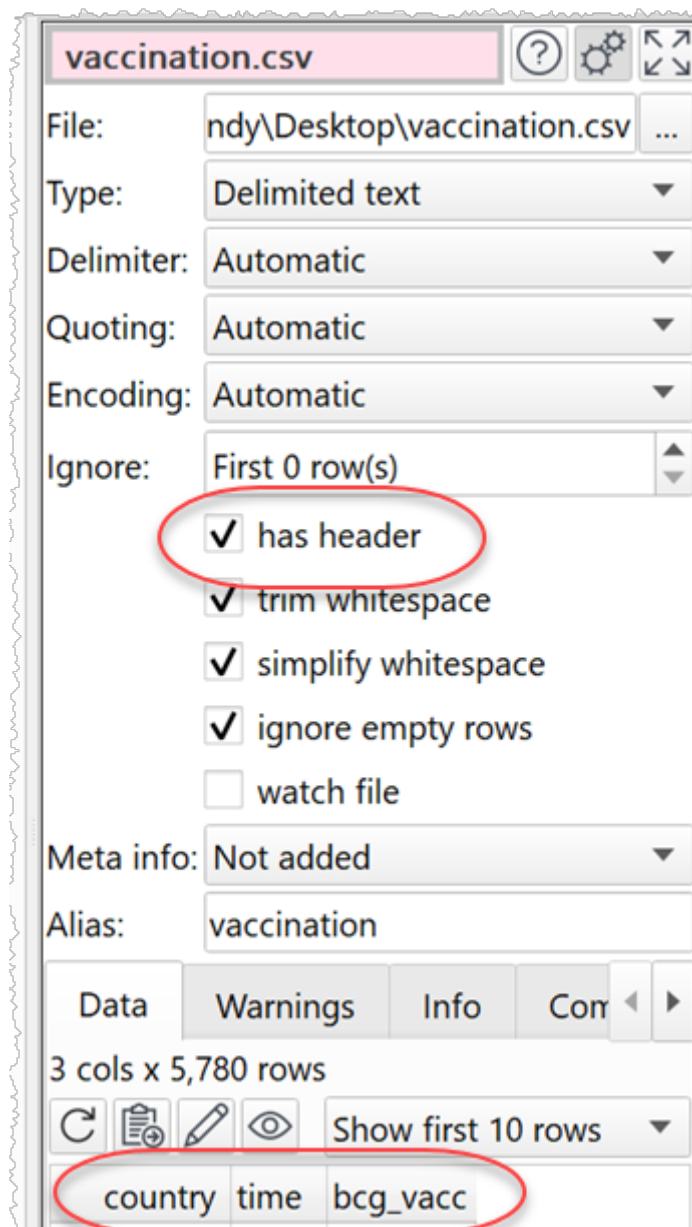 vaccination.csv
File: ndy\Desktop\vaccination.csv ...
Type: Delimited text
Delimiter: Automatic
Quoting: Automatic
Encoding: Automatic
Ignore: First 0 row(s)
has header
trim whitespace
simplify whitespace
ignore empty rows
watch file
Meta info: Not added
Alias: vaccination
Data Warnings Info Com
3 cols x 5,780 rows
Show first 10 rows
country time bcg_vacc